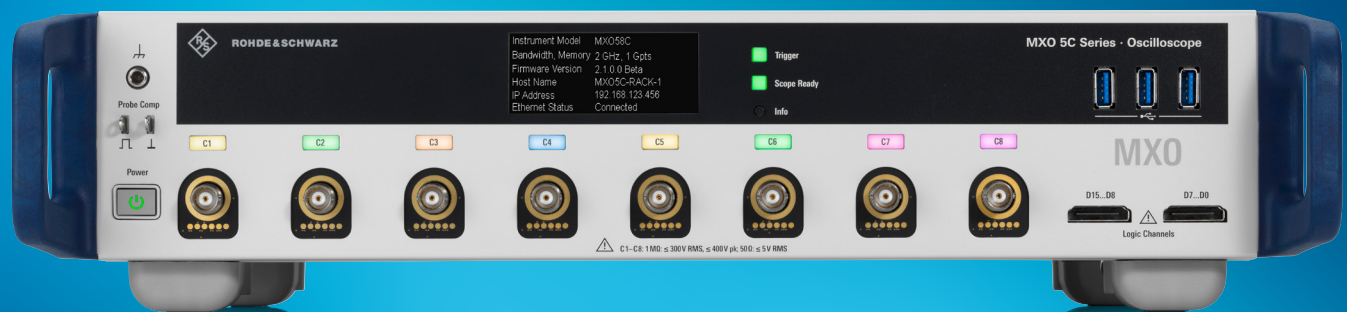 R S
ROHDE&SCHWARZ
Instrument Model MXO58C
Bandwidth, Memory 2 GHz, 1 Gpts
Firmware Version 2.1.0.0 Beta
Host Name MXO5C-RACK-1
IP Address 192.168.123.456
Ethernet Status Connected
Trigger
Scope Ready
Info
MXO 5C Series · Oscilloscope
Probe Comp
Power
C1
C2
C3
C4
C5
C6
C7
C8
MXO
D15...D8
D7...D0
Logic Channels
C1–C8: 1 MΩ: ≤ 300 V RMS, ≤ 400 V pk; 50 Ω: ≤ 5 V RMS